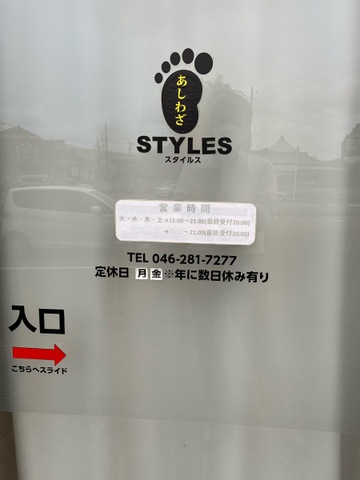 あしわざ
STYLES
スタイルス
営業時間
火・水・木・土→15:00～21:00(最終受付20:00)
→ ～21:00(最終受付20:00)
TEL 046-281-7277
定休日 月 金 ※年に数日休み有り
入口
こちらへスライド